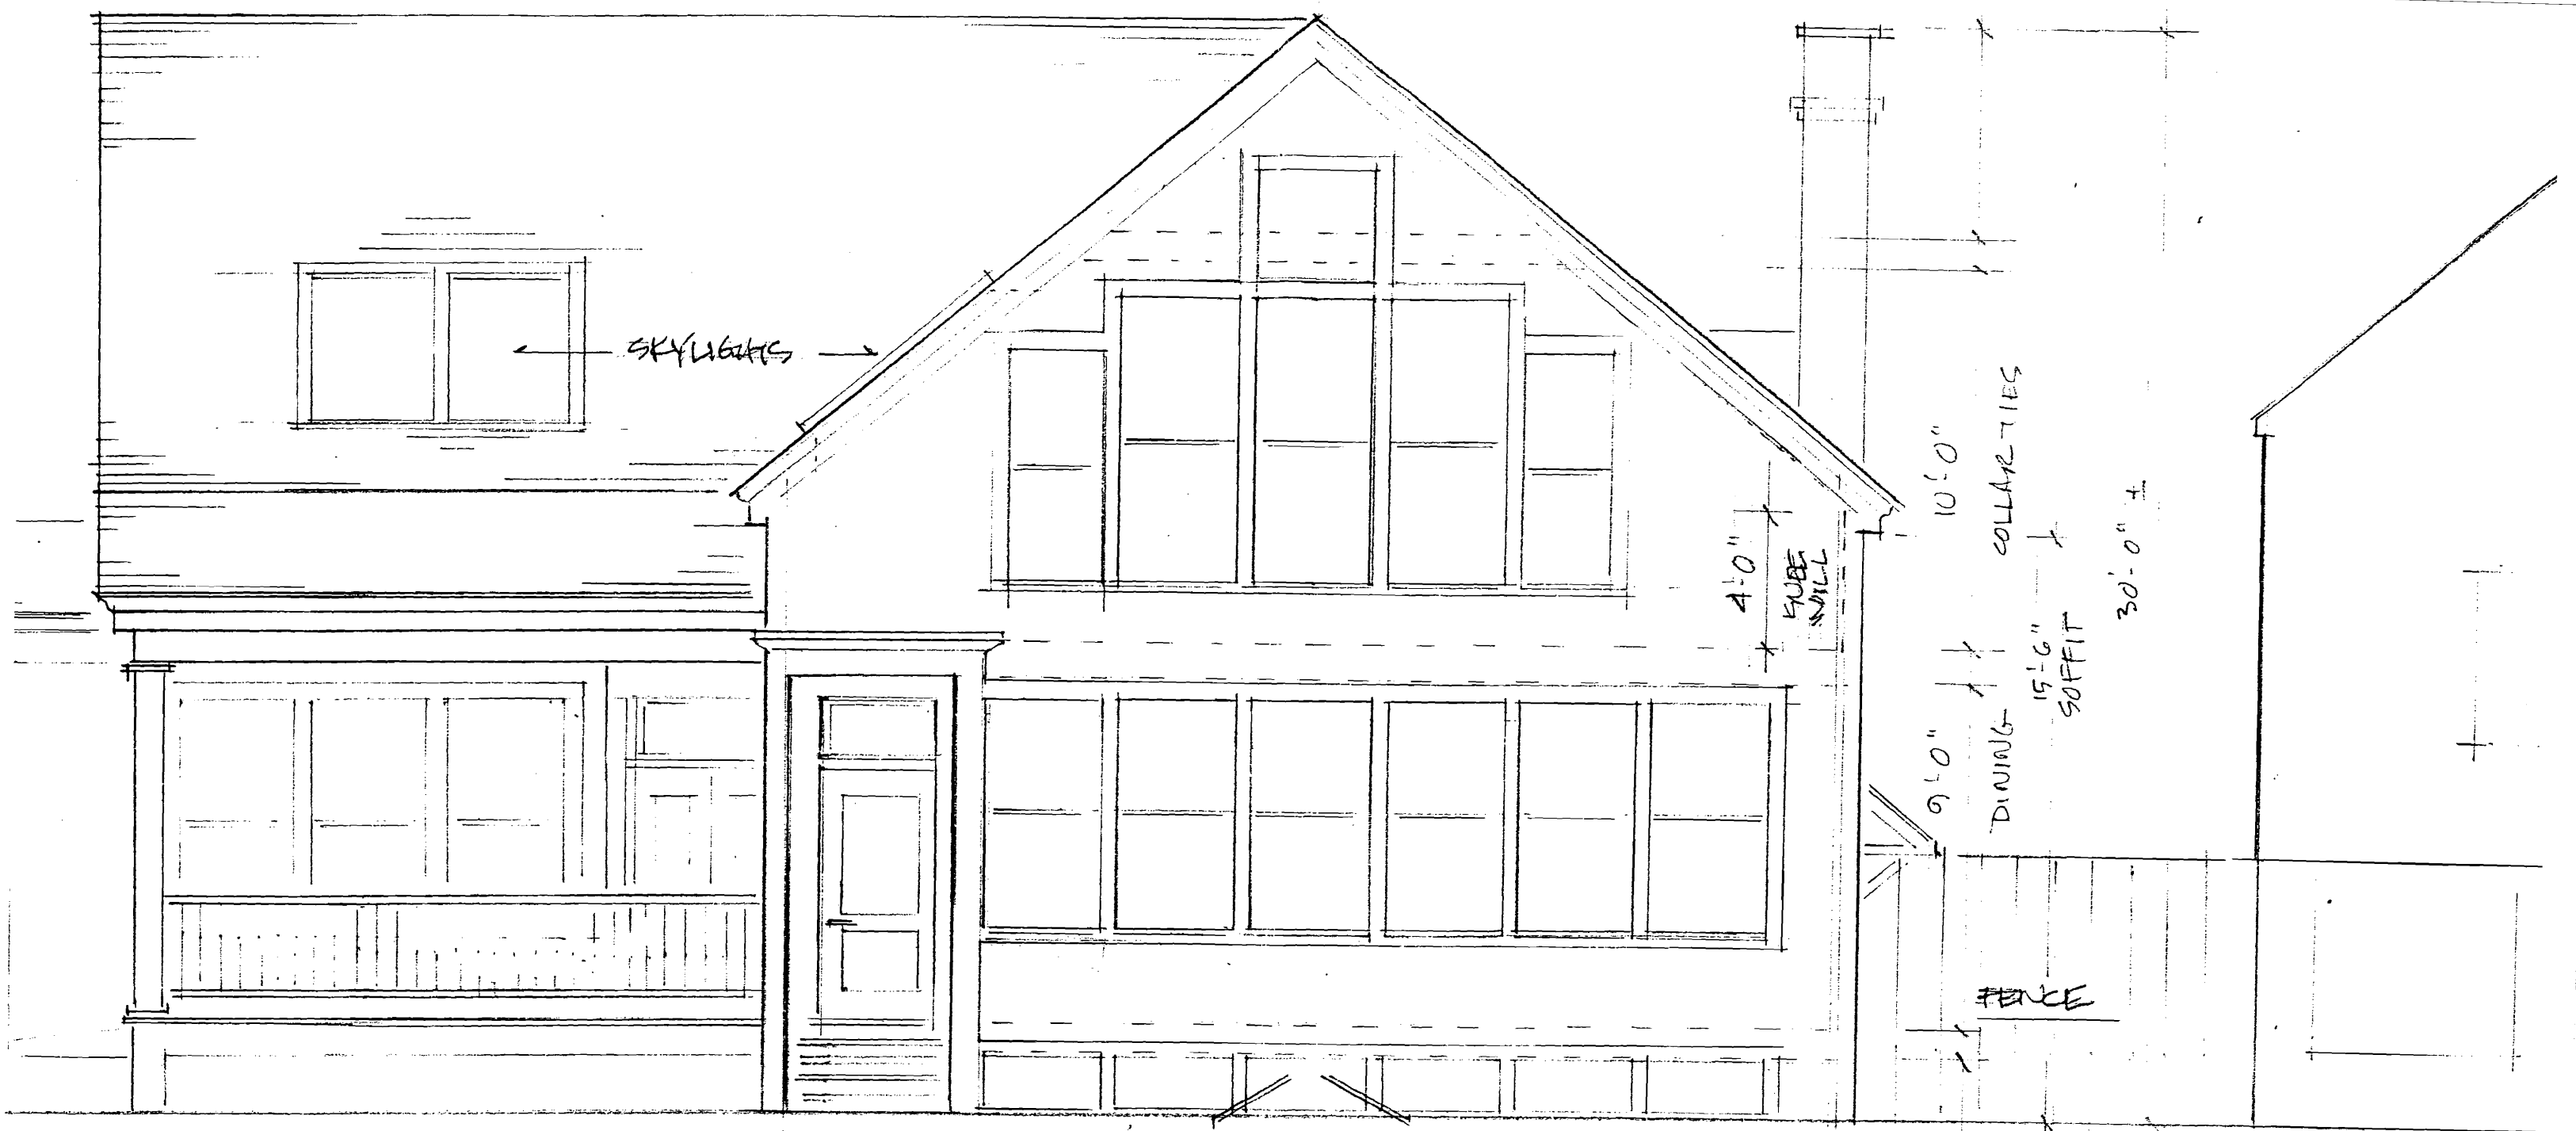 SKYLIGHTS
4'-0"
KNEE
WALL
10'-0"
COLLAR TIES
9'-0"
DINING
15'-6"
SOFFIT
30'-0" ±
FENCE